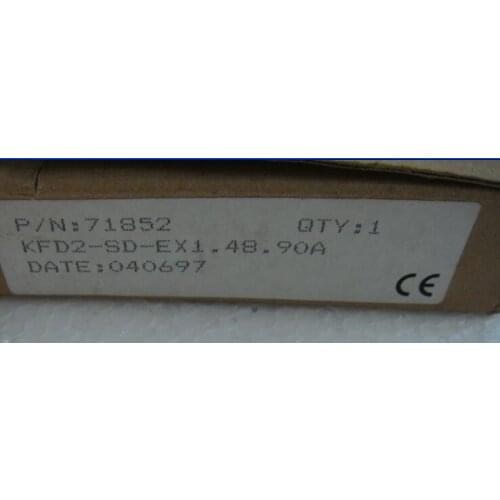 P/N:71852 QTY:1
KFD2-SD-EX1.48.90A
DATE:040697
CE